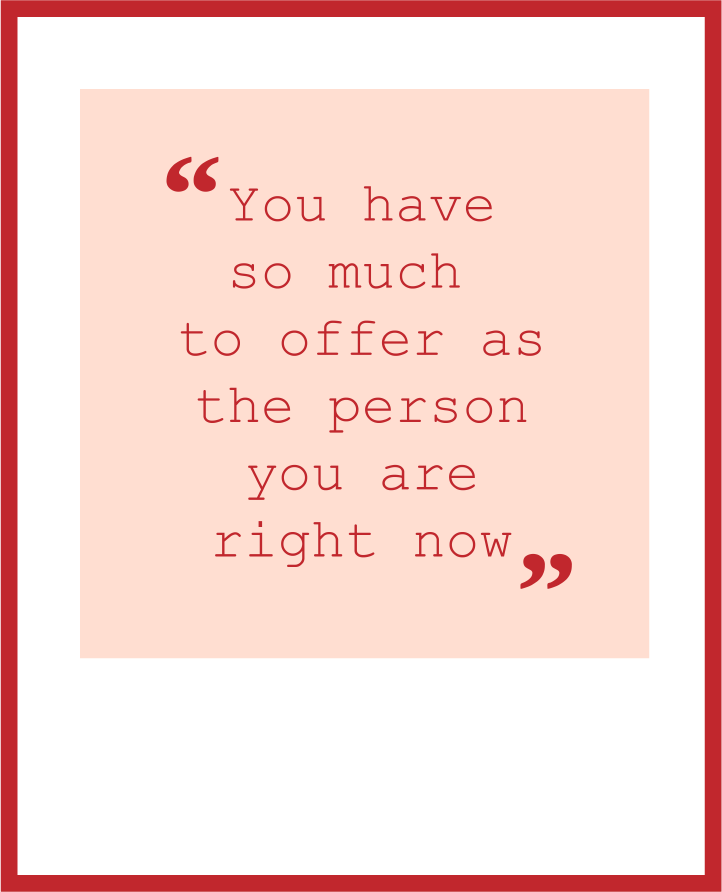 “You have
so much
to offer as
the person
you are
right now”